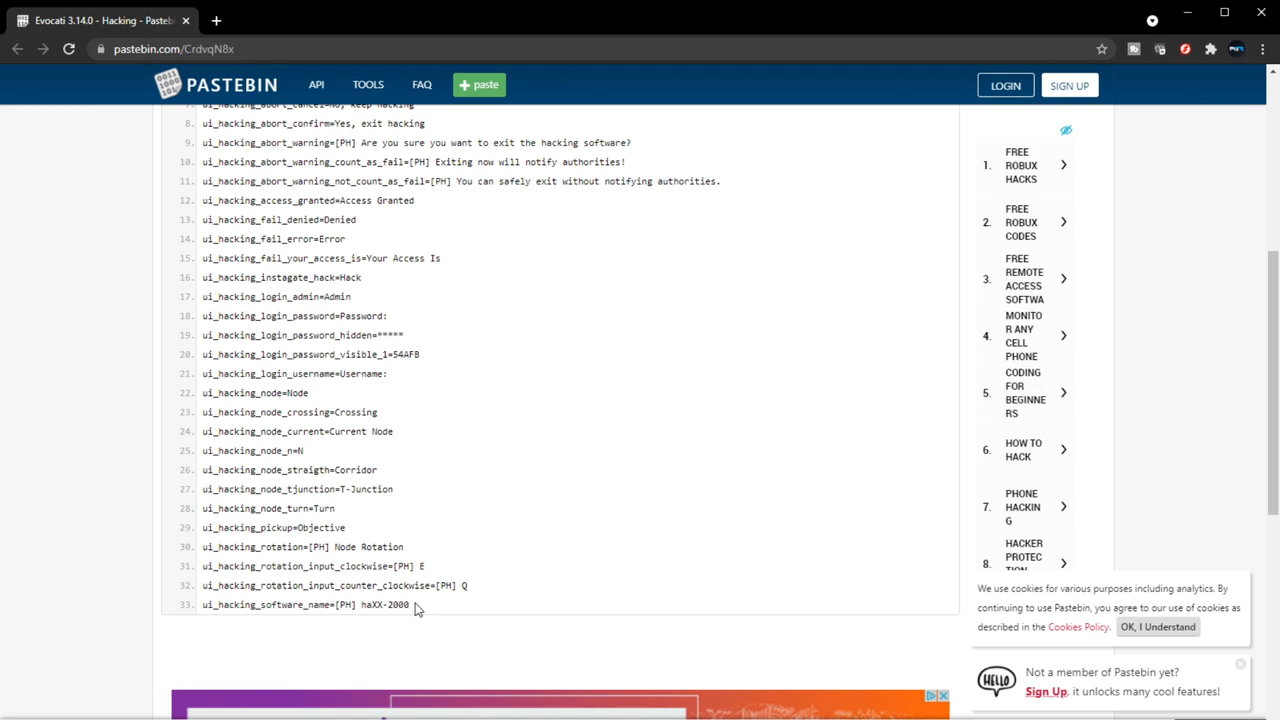 Evocati 3.14.0 - Hacking - Pasteb
pastebin.com/CrdvqN8x
PASTEBIN
API
TOOLS
FAQ
+ paste
LOGIN
SIGN UP
ui_hacking_abort_cancel=No, keep hacking
8. ui_hacking_abort_confirm=Yes, exit hacking
9. ui_hacking_abort_warning=[PH] Are you sure you want to exit the hacking software?
10. ui_hacking_abort_warning_count_as_fail=[PH] Exiting now will notify authorities!
11. ui_hacking_abort_warning_not_count_as_fail=[PH] You can safely exit without notifying authorities.
12. ui_hacking_access_granted=Access Granted
13. ui_hacking_fail_denied=Denied
14. ui_hacking_fail_error=Error
15. ui_hacking_fail_your_access_is=Your Access Is
16. ui_hacking_instagate_hack=Hack
17. ui_hacking_login_admin=Admin
18. ui_hacking_login_password=Password:
19. ui_hacking_login_password_hidden=*****
20. ui_hacking_login_password_visible_1=54AFB
21. ui_hacking_login_username=Username:
22. ui_hacking_node=Node
23. ui_hacking_node_crossing=Crossing
24. ui_hacking_node_current=Current Node
25. ui_hacking_node_n=N
26. ui_hacking_node_straigth=Corridor
27. ui_hacking_node_tjunction=T-Junction
28. ui_hacking_node_turn=Turn
29. ui_hacking_pickup=Objective
30. ui_hacking_rotation=[PH] Node Rotation
31. ui_hacking_rotation_input_clockwise=[PH] E
32. ui_hacking_rotation_input_counter_clockwise=[PH] Q
33. ui_hacking_software_name=[PH] haXX-2000
1. FREE
ROBUX
HACKS
2. FREE
ROBUX
CODES
FREE
3. REMOTE
ACCESS
SOFTWA
MONITO
4. R ANY
CELL
PHONE
CODING
5. FOR
BEGINNE
RS
6. HOW TO
HACK
PHONE
7. HACKIN
G
HACKER
8. PROTEC
TION
We use cookies for various purposes including analytics. By
continuing to use Pastebin, you agree to our use of cookies as
described in the Cookies Policy. OK, I Understand
HELLO
Not a member of Pastebin yet?
Sign Up, it unlocks many cool features!